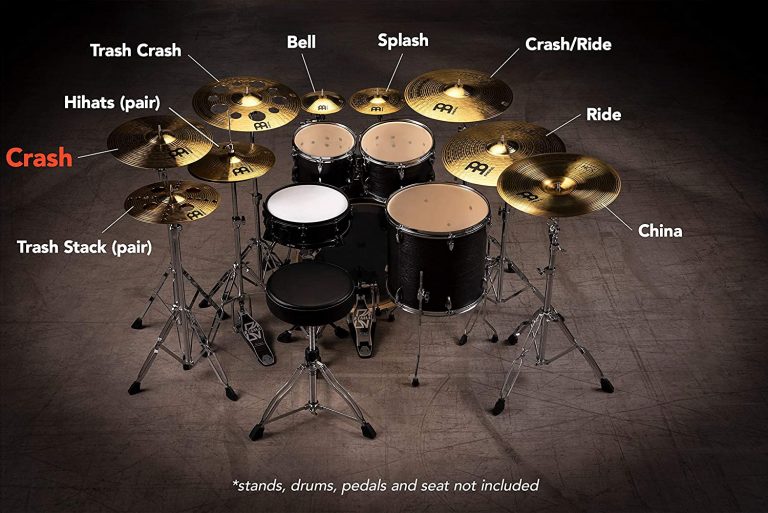 Trash Crash
Bell
Splash
Crash/Ride
Hihats (pair)
Ride
Crash
China
Trash Stack (pair)
*stands, drums, pedals and seat not included